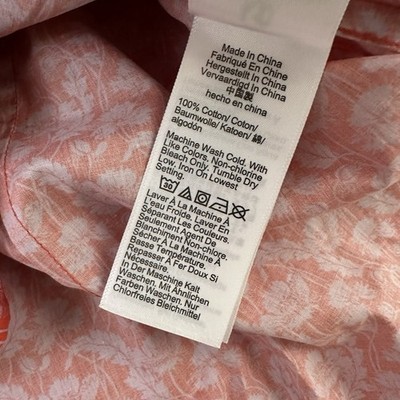 Made In China
Fabriqué En Chine
Hergestellt In China
Vervaardigd In China
中国製
hecho en china
100% Cotton/ Coton/
Baumwolle/ Katoen/ 綿/
algodón
Machine Wash Cold. With
Like Colors. Non-chlorine
Bleach Only. Tumble Dry
Low. Iron On Lowest
Setting.
30
Laver À La Machine À
L'eau Froide. Laver En
Séparant Les Couleurs.
Seulement Agent De
Blanchiment Non-chlore.
Sécher À La Machine À
Basse Température.
Repasser À Fer Doux Si
Nécessaire.
In Der Maschine Kalt
Waschen. Mit Ähnlichen
Farben Waschen. Nur
Chlorfreies Bleichmittel